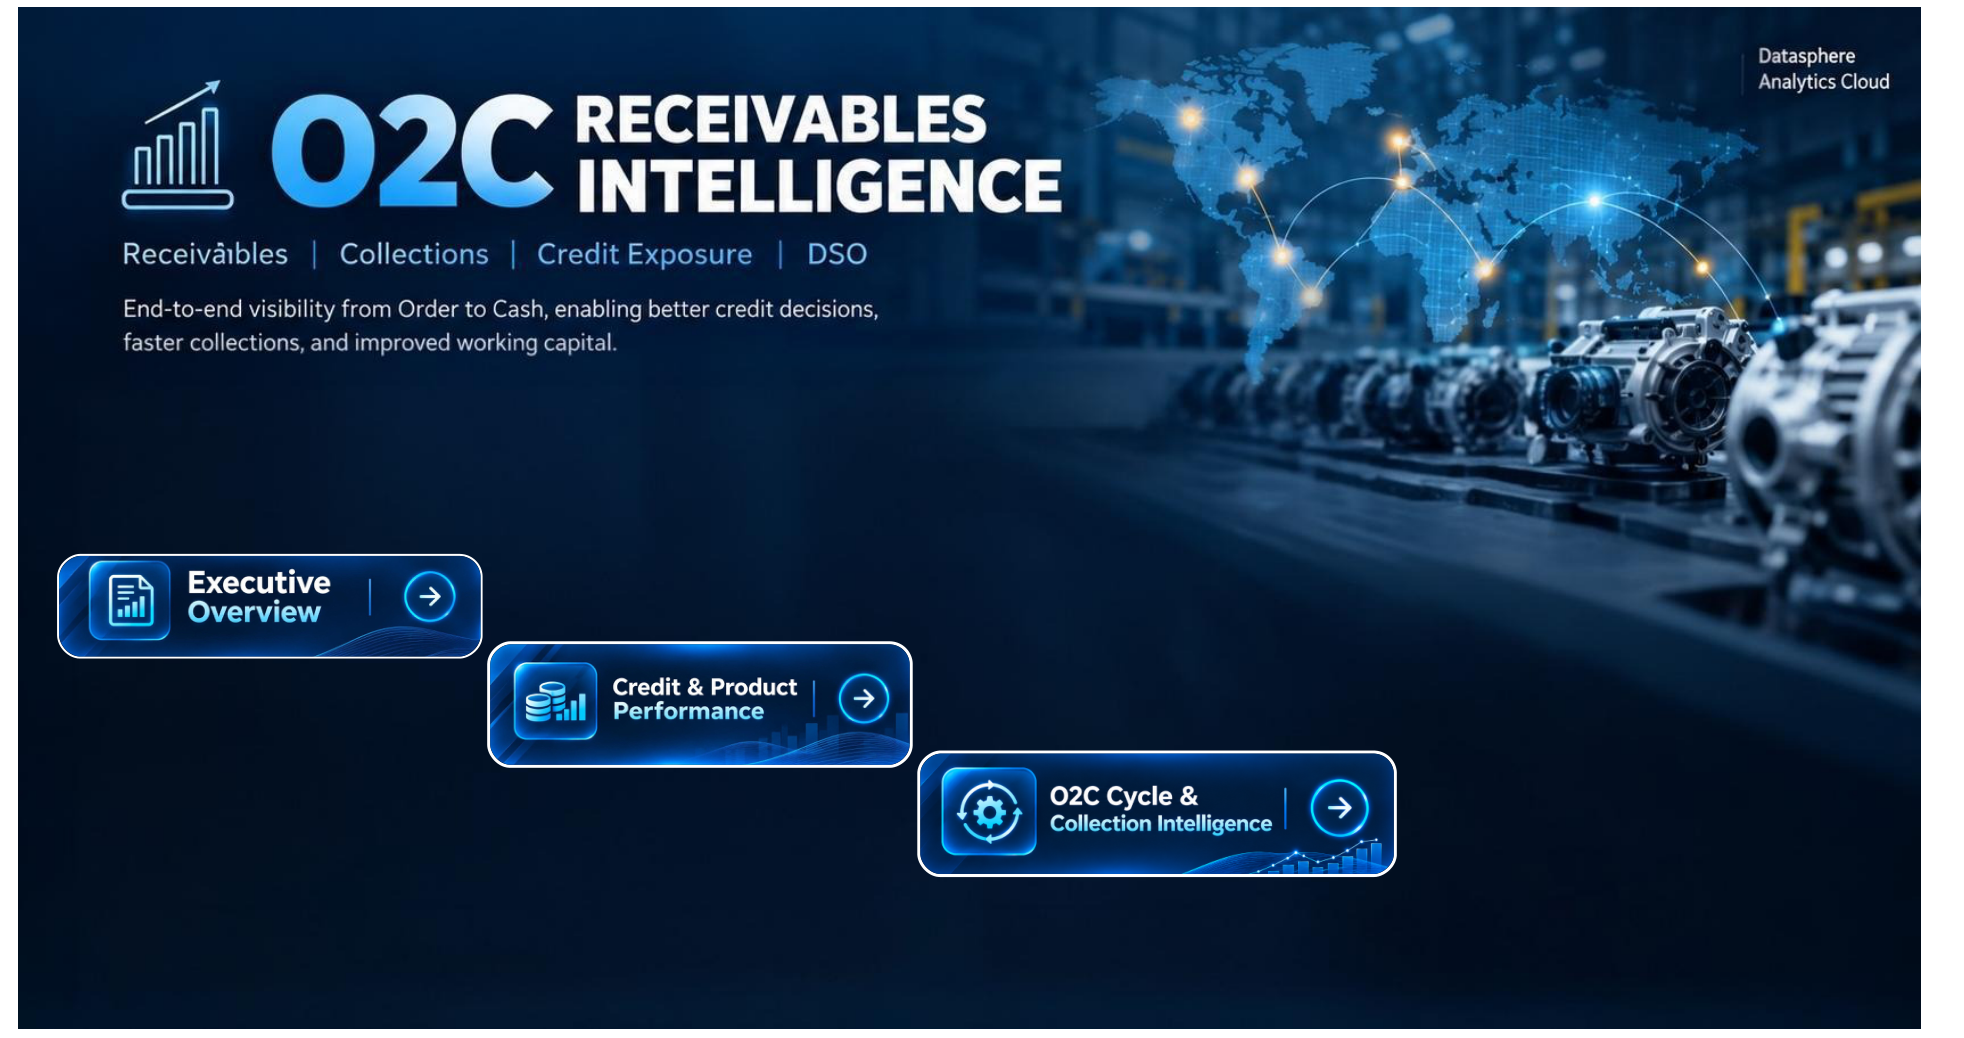 Datasphere
Analytics Cloud
O2C RECEIVABLES
INTELLIGENCE
Receivâibles | Collections | Credit Exposure | DSO
End-to-end visibility from Order to Cash, enabling better credit decisions,
faster collections, and improved working capital.
Executive
Overview
Credit & Product
Performance
O2C Cycle &
Collection Intelligence